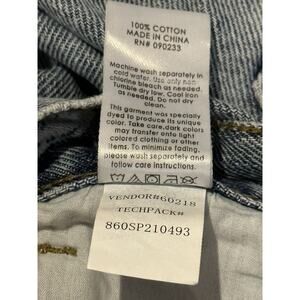 100% COTTON
MADE IN CHINA
RN# 090233
Machine wash separately in
cold water. Use only non
chlorine bleach as needed.
Tumble dry low. Cool iron
as needed. Do not dry
clean.
This garment was specially
dyed to produce its unique
color. Take care, dark colors
may transfer onto light
colored clothing or other
items. To minimize fading,
please wash separately and
follow care instructions.
VENDOR#60218
TECHPACK#
860SP210493